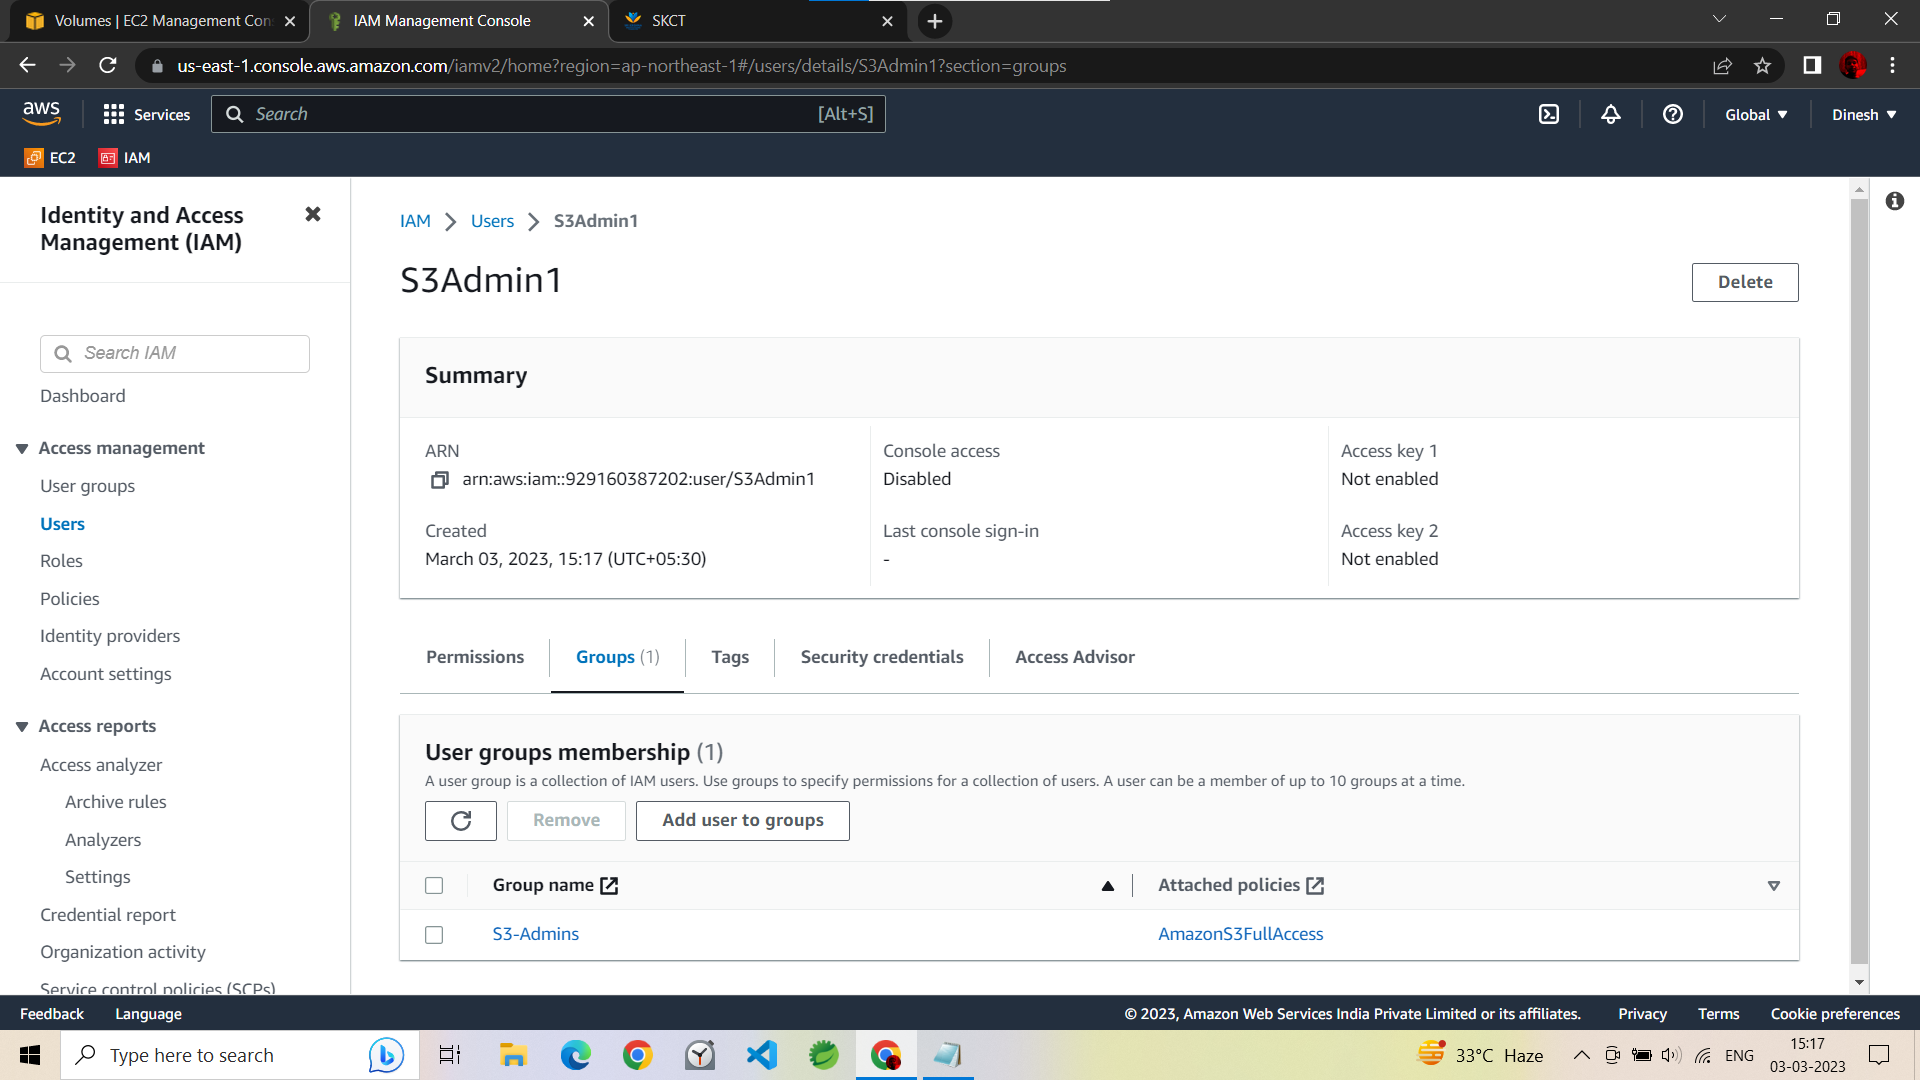 Volumes | EC2 Management Con
IAM Management Console
SKCT
us-east-1.console.aws.amazon.com/iamv2/home?region=ap-northeast-1#/users/details/S3Admin1?section=groups
aws
Services
Search
[Alt+S]
Global
Dinesh
EC2
IAM
Identity and Access
Management (IAM)
Search IAM
Dashboard
Access management
User groups
Users
Roles
Policies
Identity providers
Account settings
Access reports
Access analyzer
Archive rules
Analyzers
Settings
Credential report
Organization activity
Service control policies (SCPs)
IAM
Users
S3Admin1
S3Admin1
Delete
Summary
ARN
arn:aws:iam::929160387202:user/S3Admin1
Console access
Disabled
Access key 1
Not enabled
Created
March 03, 2023, 15:17 (UTC+05:30)
Last console sign-in
-
Access key 2
Not enabled
Permissions
Groups (1)
Tags
Security credentials
Access Advisor
User groups membership (1)
A user group is a collection of IAM users. Use groups to specify permissions for a collection of users. A user can be a member of up to 10 groups at a time.
Remove
Add user to groups
Group name
Attached policies
S3-Admins
AmazonS3FullAccess
Feedback
Language
© 2023, Amazon Web Services India Private Limited or its affiliates.
Privacy
Terms
Cookie preferences
Type here to search
33°C Haze
ENG
15:17
03-03-2023